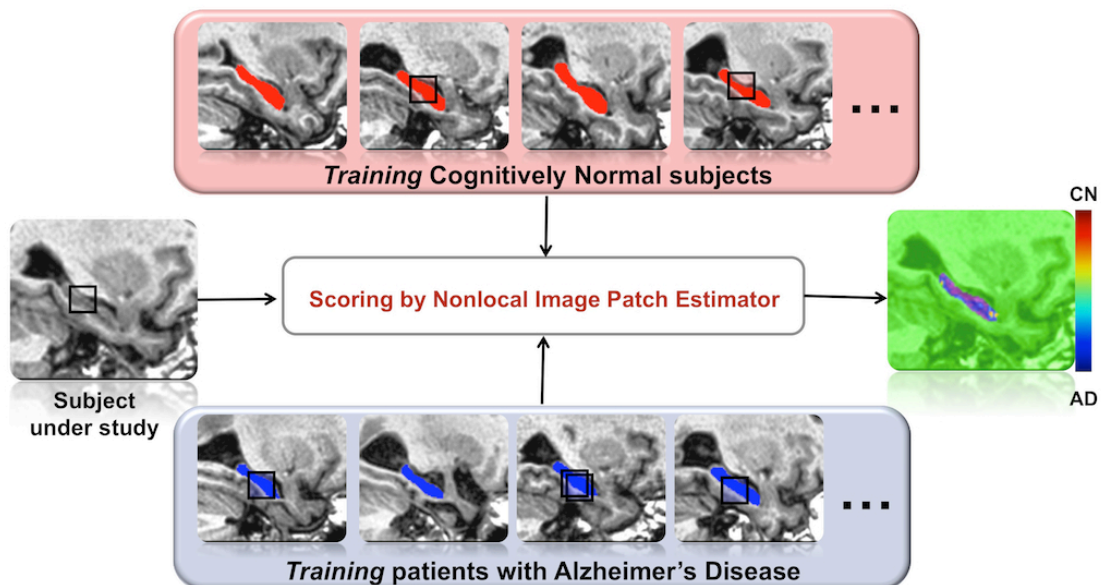 ...
Training Cognitively Normal subjects
CN
Scoring by Nonlocal Image Patch Estimator
Subject
under study
AD
...
Training patients with Alzheimer's Disease